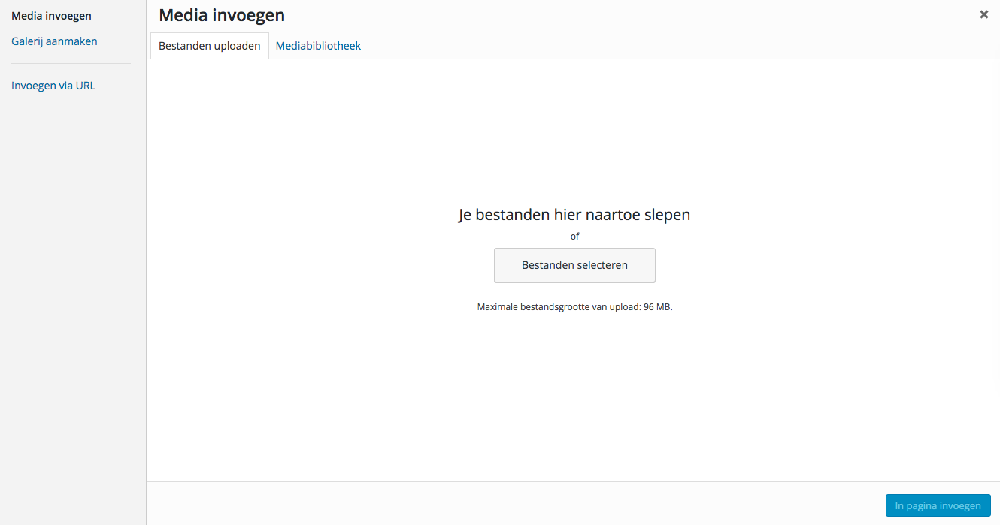 Media invoegen
Galerij aanmaken
Invoegen via URL
Media invoegen
Bestanden uploaden
Mediabibliotheek
Je bestanden hier naartoe slepen
of
Bestanden selecteren
Maximale bestandsgrootte van upload: 96 MB.
In pagina invoegen